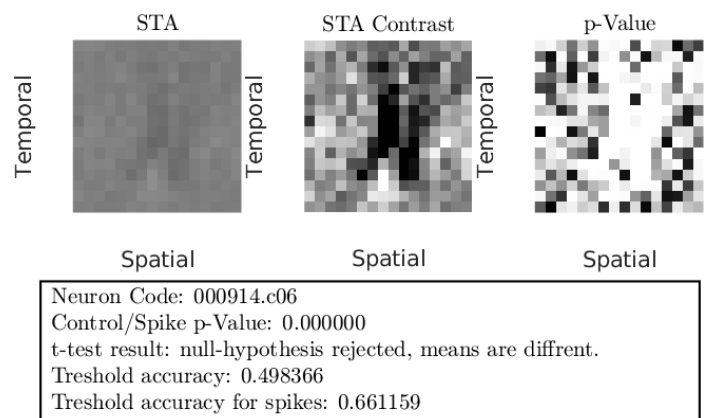 STA
STA Contrast
p-Value
Temporal
Temporal
Temporal
Spatial
Spatial
Spatial
Neuron Code: 000914.c06
Control/Spike p-Value: 0.000000
t-test result: null-hypothesis rejected, means are diffrent.
Treshold accuracy: 0.498366
Treshold accuracy for spikes: 0.661159